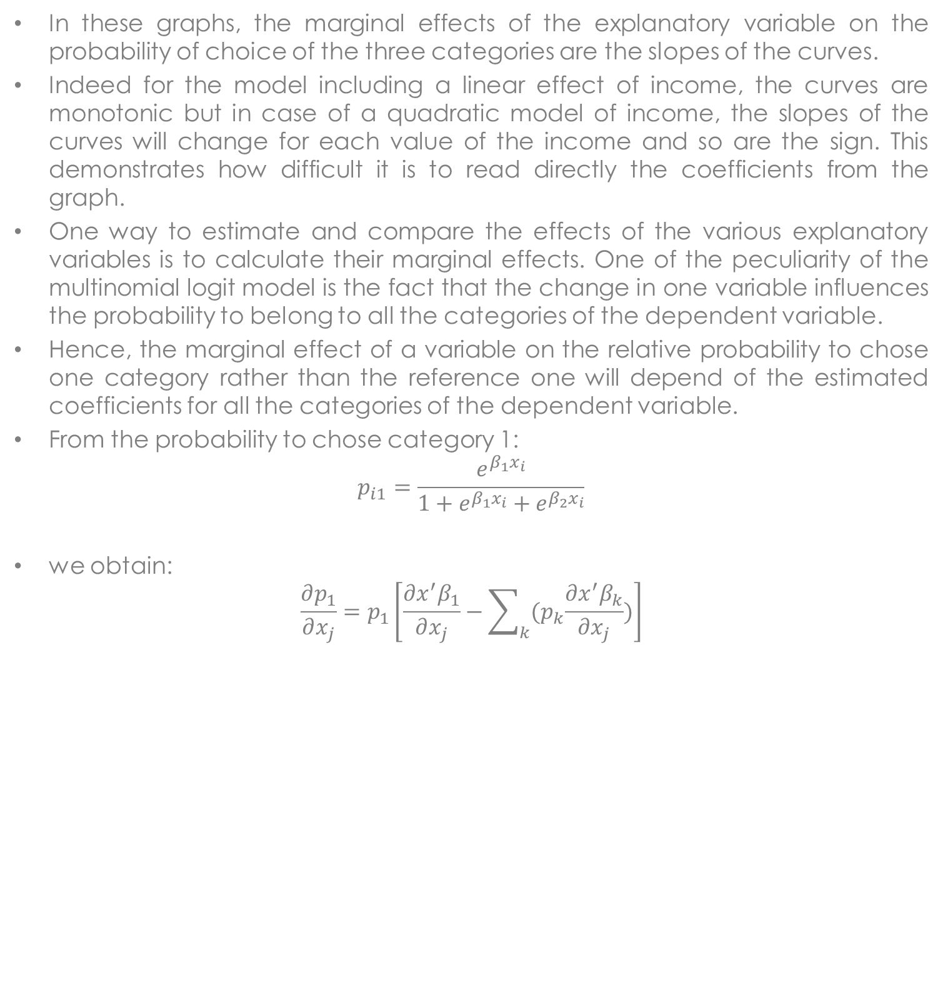 • In these graphs, the marginal effects of the explanatory variable on the
probability of choice of the three categories are the slopes of the curves.
• Indeed for the model including a linear effect of income, the curves are
monotonic but in case of a quadratic model of income, the slopes of the
curves will change for each value of the income and so are the sign. This
demonstrates how difficult it is to read directly the coefficients from the
graph.
• One way to estimate and compare the effects of the various explanatory
variables is to calculate their marginal effects. One of the peculiarity of the
multinomial logit model is the fact that the change in one variable influences
the probability to belong to all the categories of the dependent variable.
• Hence, the marginal effect of a variable on the relative probability to chose
one category rather than the reference one will depend of the estimated
coefficients for all the categories of the dependent variable.
• From the probability to chose category 1:
$p_{i1} = \frac{e^{\beta_1 x_i}}{1 + e^{\beta_1 x_i} + e^{\beta_2 x_i}}$
• we obtain:
$\frac{\partial p_1}{\partial x_j} = p_1 \left[ \frac{\partial x'\beta_1}{\partial x_j} - \sum_k (p_k \frac{\partial x'\beta_k}{\partial x_j}) \right]$